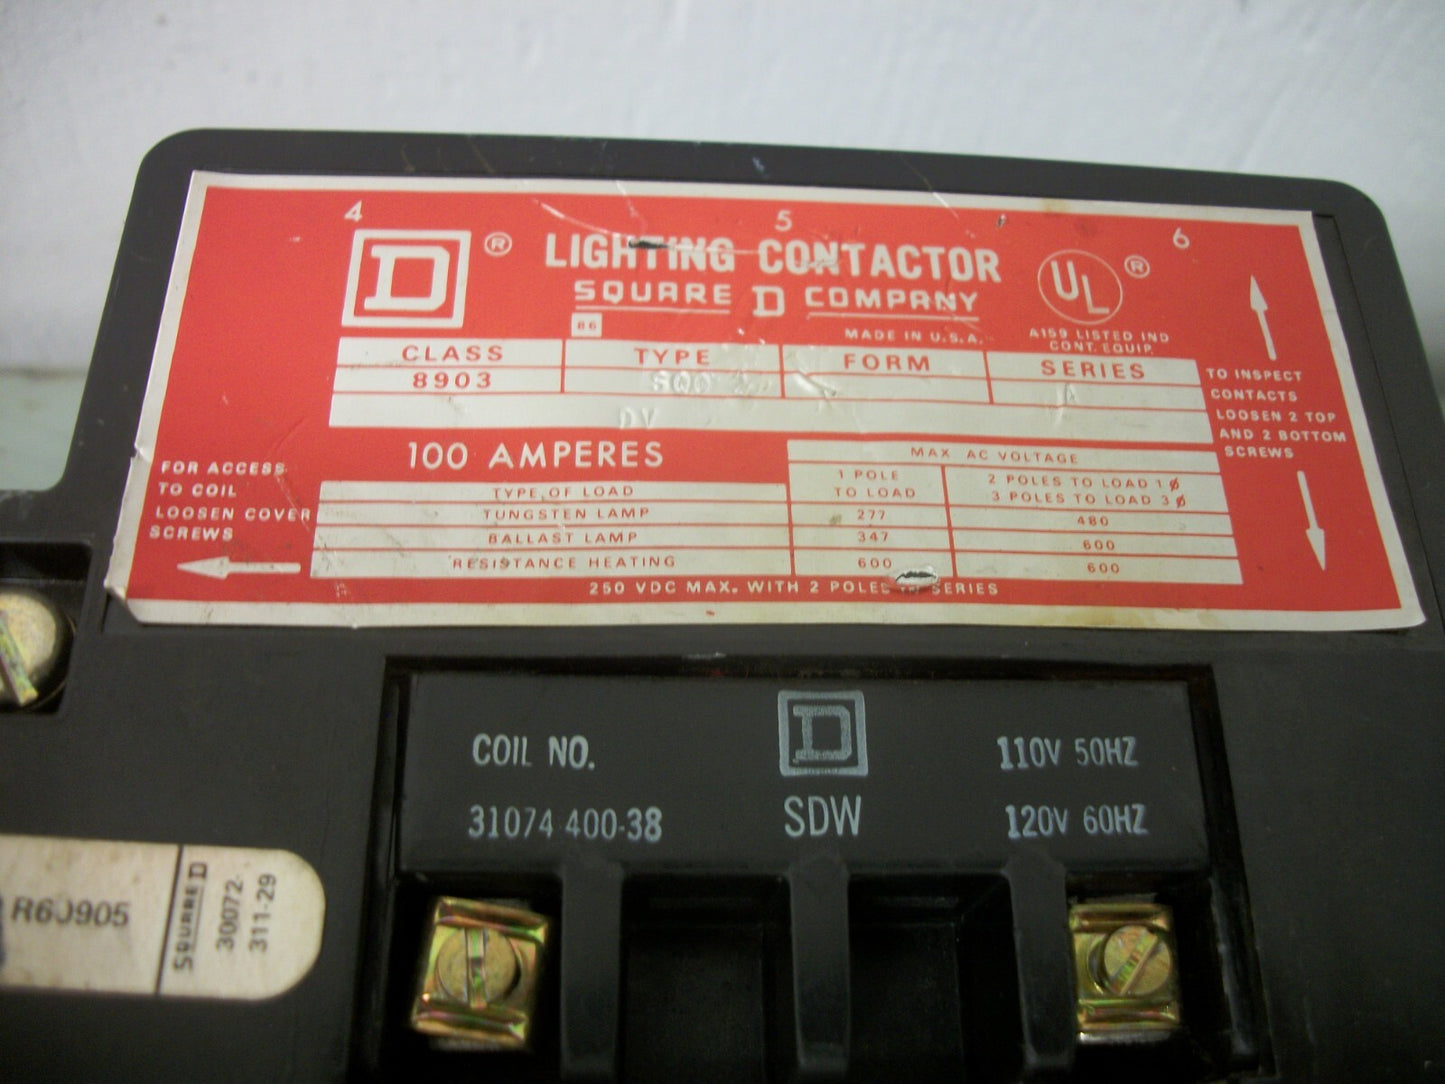 4 5 6
D ® LIGHTING CONTACTOR UL ®
SQUARE D COMPANY
86
MADE IN U.S.A.
A159 LISTED IND
CONT. EQUIP.
CLASS TYPE FORM SERIES
8903 A
100 AMPERES
MAX AC VOLTAGE
TYPE OF LOAD
1 POLE
TO LOAD
2 POLES TO LOAD 1Ø
3 POLES TO LOAD 3Ø
TUNGSTEN LAMP 277 480
BALLAST LAMP 347 600
RESISTANCE HEATING 600 600
250 VDC MAX. WITH 2 POLES SERIES
FOR ACCESS
TO COIL
LOOSEN COVER
SCREWS
TO INSPECT
CONTACTS
LOOSEN 2 TOP
AND 2 BOTTOM
SCREWS
COIL NO. D 110V 50HZ
31074 400-38 SDW 120V 60HZ
R60905
SQUARE D
30072-
311-29